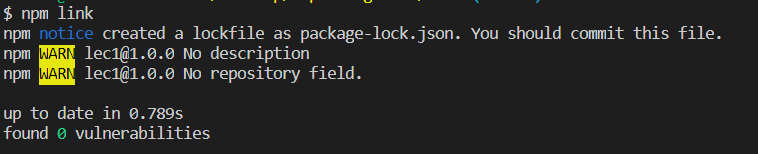 $ npm link
npm notice created a lockfile as package-lock.json. You should commit this file.
npm WARN lec1@1.0.0 No description
npm WARN lec1@1.0.0 No repository field.
up to date in 0.789s
found 0 vulnerabilities